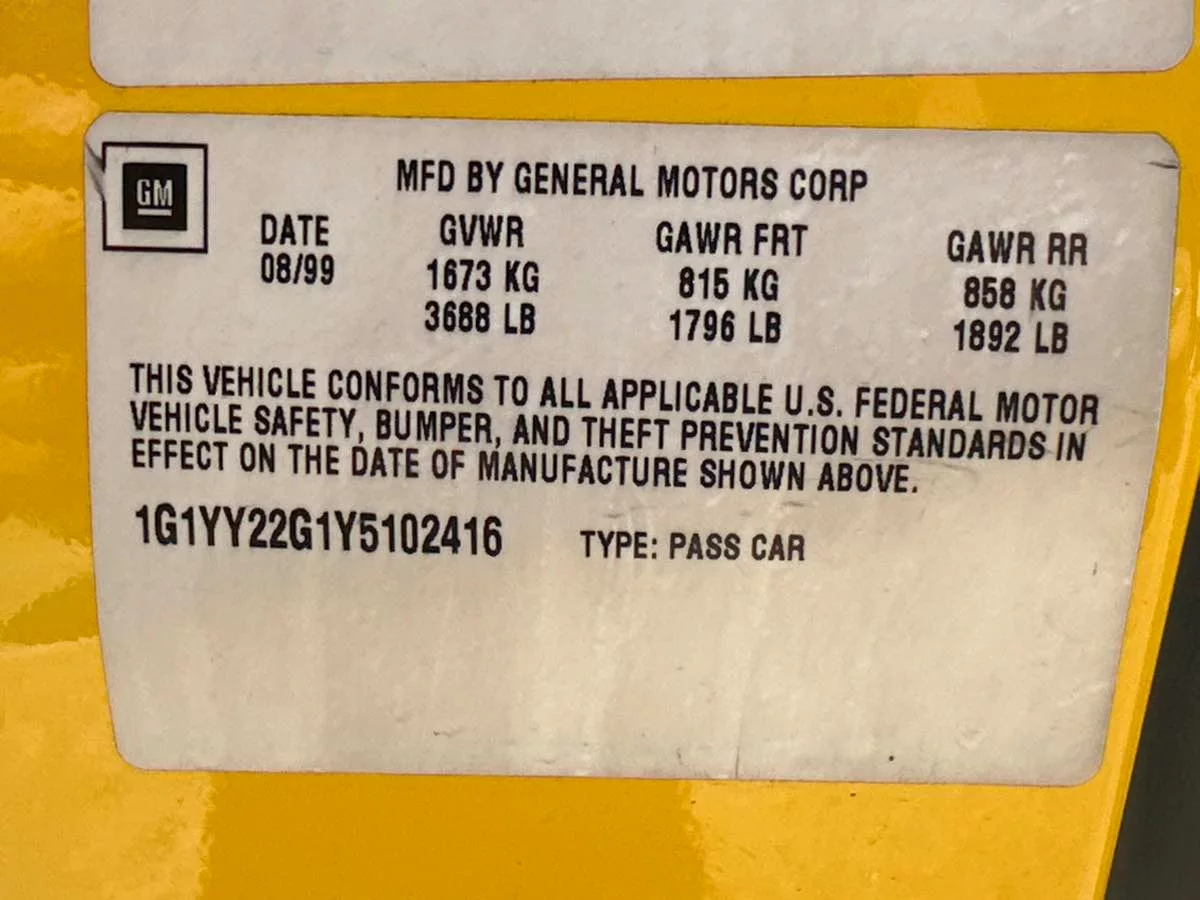 GM
MFD BY GENERAL MOTORS CORP
DATE GVWR GAWR FRT GAWR RR
08/99 1673 KG 815 KG 858 KG
3688 LB 1796 LB 1892 LB
THIS VEHICLE CONFORMS TO ALL APPLICABLE U.S. FEDERAL MOTOR
VEHICLE SAFETY, BUMPER, AND THEFT PREVENTION STANDARDS IN
EFFECT ON THE DATE OF MANUFACTURE SHOWN ABOVE.
1G1YY22G1Y5102416 TYPE: PASS CAR